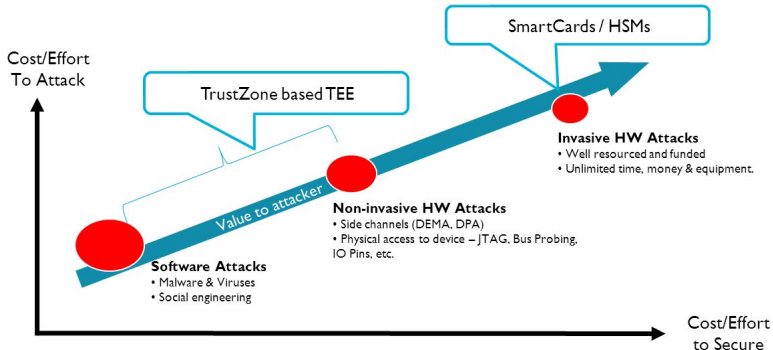 SmartCards / HSMs
Cost/Effort
To Attack
TrustZone based TEE
Invasive HW Attacks
• Well resourced and funded
• Unlimited time, money & equipment.
Value to attacker
Non-invasive HW Attacks
• Side channels (DEMA, DPA)
• Physical access to device – JTAG, Bus Probing,
IO Pins, etc.
Software Attacks
• Malware & Viruses
• Social engineering
Cost/Effort
to Secure